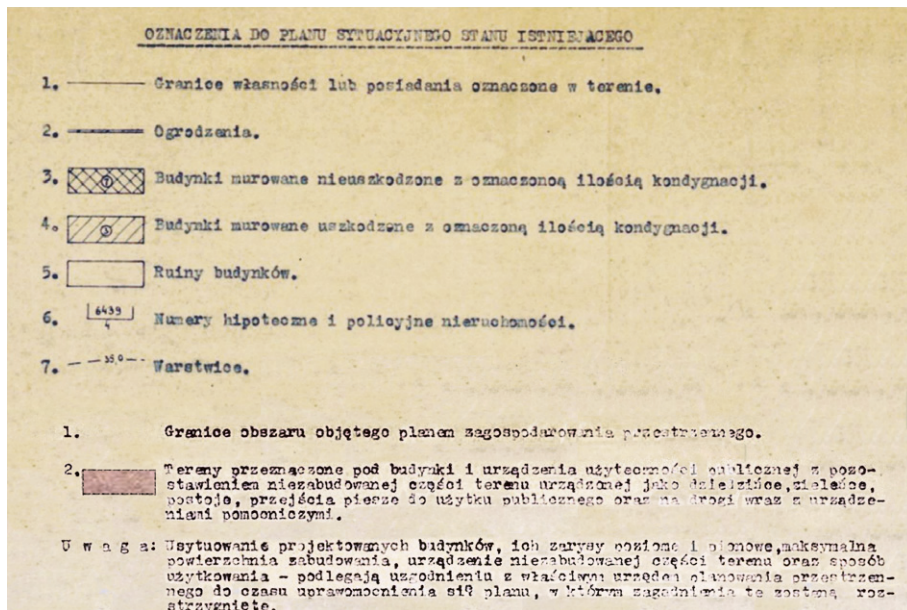 OZNACZENIA DO PLANU SYTUACYJNEGO STANU ISTNIEJACEGO
1. Granice własności lub posiadania oznaczone w terenie.
2. Ogrodzenia.
3. 7 Budynki murowane nieuszkodzone z oznaczonoą ilością kondygnacji.
4. Budynki murowane uszkodzone z oznaczoną ilością kondygnacji.
5. Ruiny budynków.
6. 6439 4 Numery hipoteczne i policyjne nieruchomości.
7. 35,0 Warstwice.
1. Granice obszaru objętego planem zagospodarowania przestrzennego.
2. Tereny przeznaczone pod budynki i urządzenia użyteczności publicznej z pozo-
stawieniem niezabudowanej części terenu urządzonej jako dziedzińce,zieleńce,
postoje, przejścia piesze do użytku publicznego oraz na drogi wraz z urządze-
niami pomocniczymi.
U w a g a: Usytuowanie projektowanych budynków, ich zarysy poziome i pionowe,maksymalna
powierzchnia zabudowania, urządzenie niezabudowanej części terenu oraz sposób
użytkowania - podlegają uzgodnieniu z właściwym urzędem planowania przestrzen-
nego do czasu uprawomocnienia się planu, w którym zagadnienia te zostaną roz-
strzygnięte.